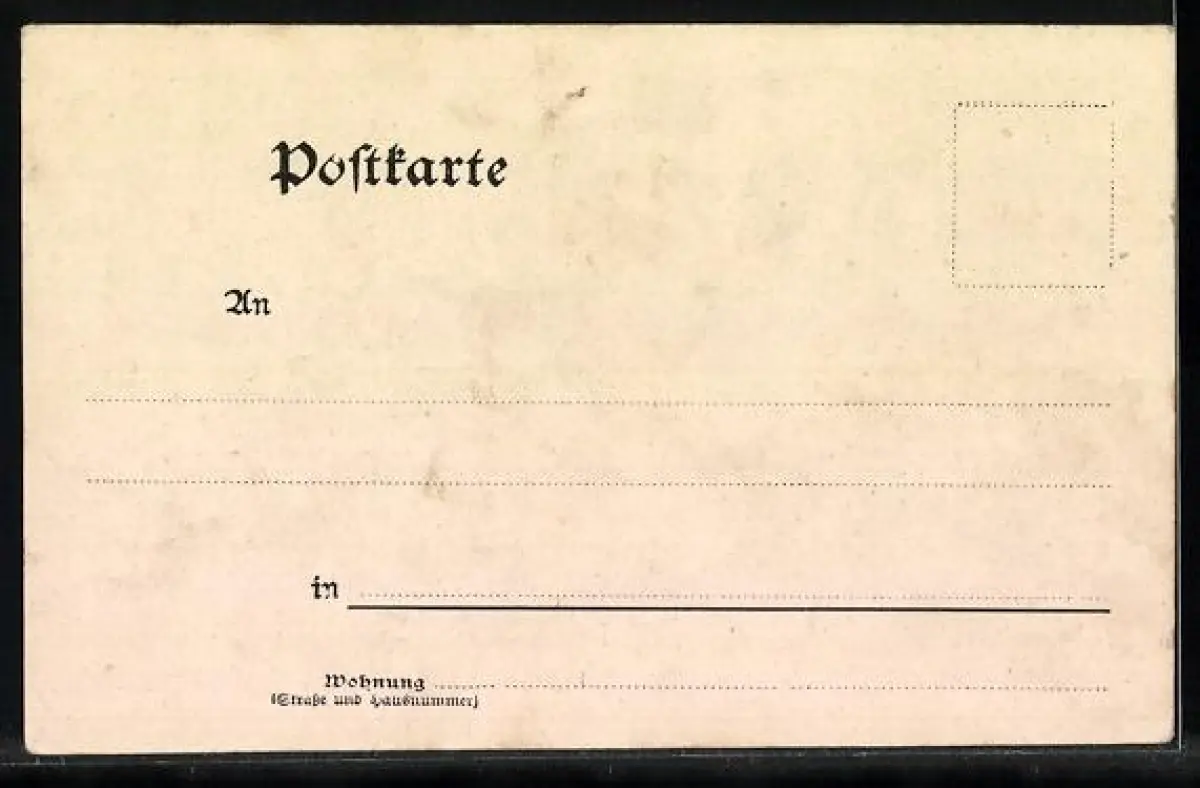 Postkarte
An
in
Wohnung
(Straße und Hausnummer)